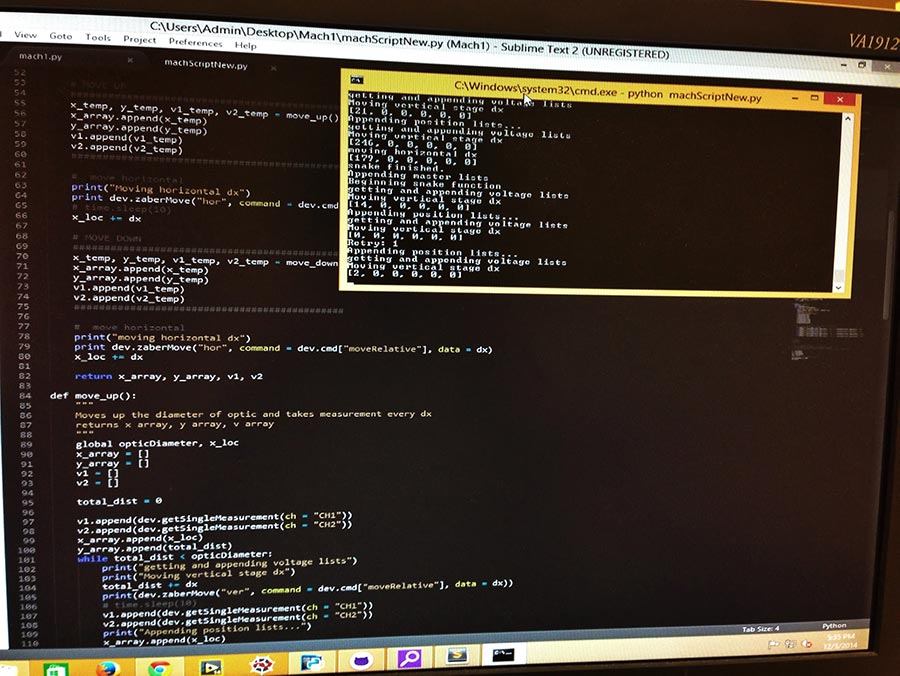 C:\Users\Admin\Desktop\Mach1\machScriptNew.py (Mach1) - Sublime Text 2 (UNREGISTERED)
VA1912
View Goto Tools Project Preferences Help
mach1.py
machScriptNew.py
C:\Windows\system32\cmd.exe - python machScriptNew.py
getting and appending voltage lists
Moving vertical stage dx
[21, 0, 0, 0, 0, 0]
Appending position lists...
getting and appending voltage lists
Moving vertical stage dx
[246, 0, 0, 0, 0, 0]
moving horizontal dx
[179, 0, 0, 0, 0, 0]
snake finished.
Appending master lists
Beginning snake function
getting and appending voltage lists
Moving vertical stage dx
[14, 0, 0, 0, 0, 0]
Appending position lists...
getting and appending voltage lists
Moving vertical stage dx
[0, 0, 0, 0, 0, 0]
Retry: 1
Appending position lists...
getting and appending voltage lists
Moving vertical stage dx
[2, 0, 0, 0, 0, 0]
52
53 # MOVE UP
54 
55 x_temp, y_temp, v1_temp, v2_temp = move_up()
56 x_array.append(x_temp)
57 y_array.append(y_temp)
58 v1.append(v1_temp)
59 v2.append(v2_temp)
60
61
62 # move horizontal
63 print("Moving horizontal dx")
64 print dev.zaberMove("hor", command = dev.cmd
65 # time.sleep(10)
66 x_loc += dx
67
68 # MOVE DOWN
69
70 x_temp, y_temp, v1_temp, v2_temp = move_down
71 x_array.append(x_temp)
72 y_array.append(y_temp)
73 v1.append(v1_temp)
74 v2.append(v2_temp)
75
76
77 # move horizontal
78 print("moving horizontal dx")
79 print dev.zaberMove("hor", command = dev.cmd["moveRelative"], data = dx)
80 x_loc += dx
81
82 return x_array, y_array, v1, v2
83
84 def move_up():
85 """
86 Moves up the diameter of optic and takes measurement every dx
87 returns x array, y array, v array
88 """
89 global opticDiameter, x_loc
90 x_array = []
91 y_array = []
92 v1 = []
93 v2 = []
94
95 total_dist = 0
96
97 v1.append(dev.getSingleMeasurement(ch = "CH1"))
98 v2.append(dev.getSingleMeasurement(ch = "CH2"))
99 x_array.append(x_loc)
100 y_array.append(total_dist)
101 while total_dist < opticDiameter:
102 print("getting and appending voltage lists")
103 print("Moving vertical stage dx")
104 total_dist += dx
105 print(dev.zaberMove("ver", command = dev.cmd["moveRelative"], data = dx))
106 # time.sleep(10)
107 v1.append(dev.getSingleMeasurement(ch = "CH1"))
108 v2.append(dev.getSingleMeasurement(ch = "CH2"))
109 print("Appending position lists...")
110 x_array.append(x_loc)
Tab Size: 4 Python
5:35 PM